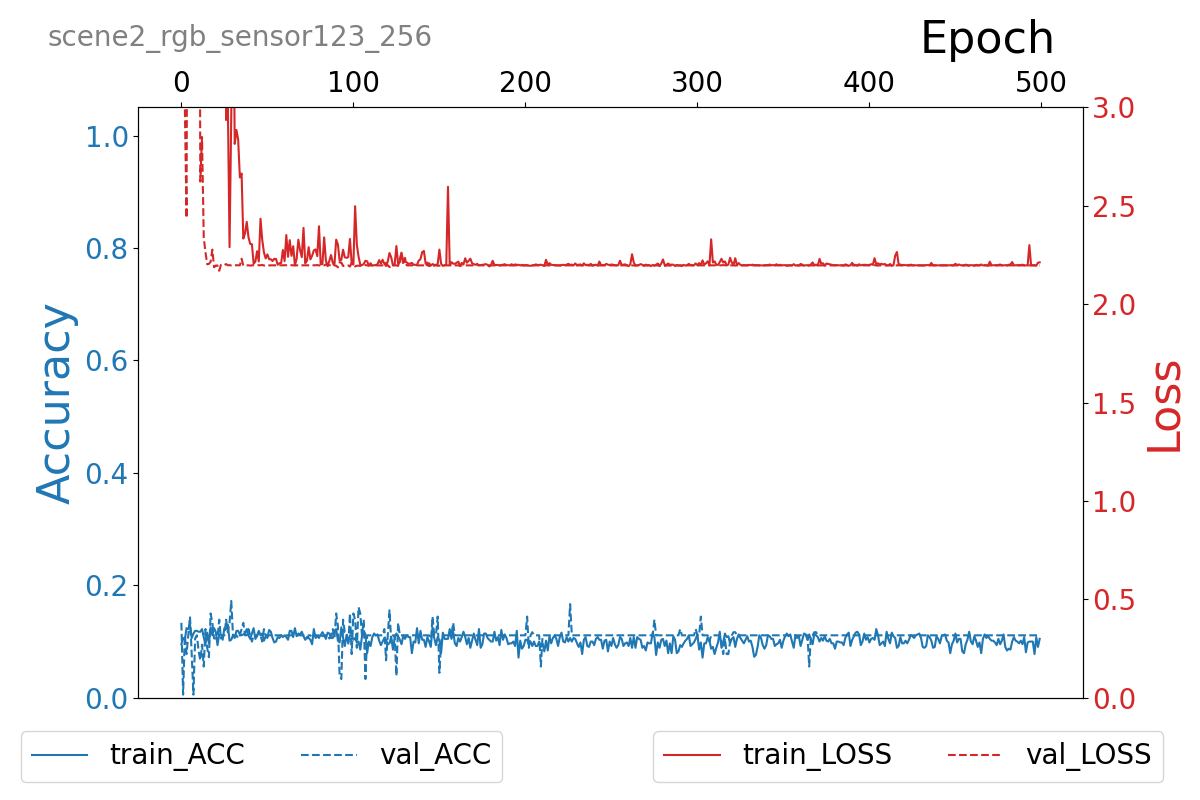 scene2_rgb_sensor123_256
Epoch
0 100 200 300 400 500
1.0
0.8
0.6
0.4
0.2
0.0
Accuracy
3.0
2.5
2.0
1.5
1.0
0.5
0.0
Loss
train_ACC val_ACC
train_LOSS val_LOSS